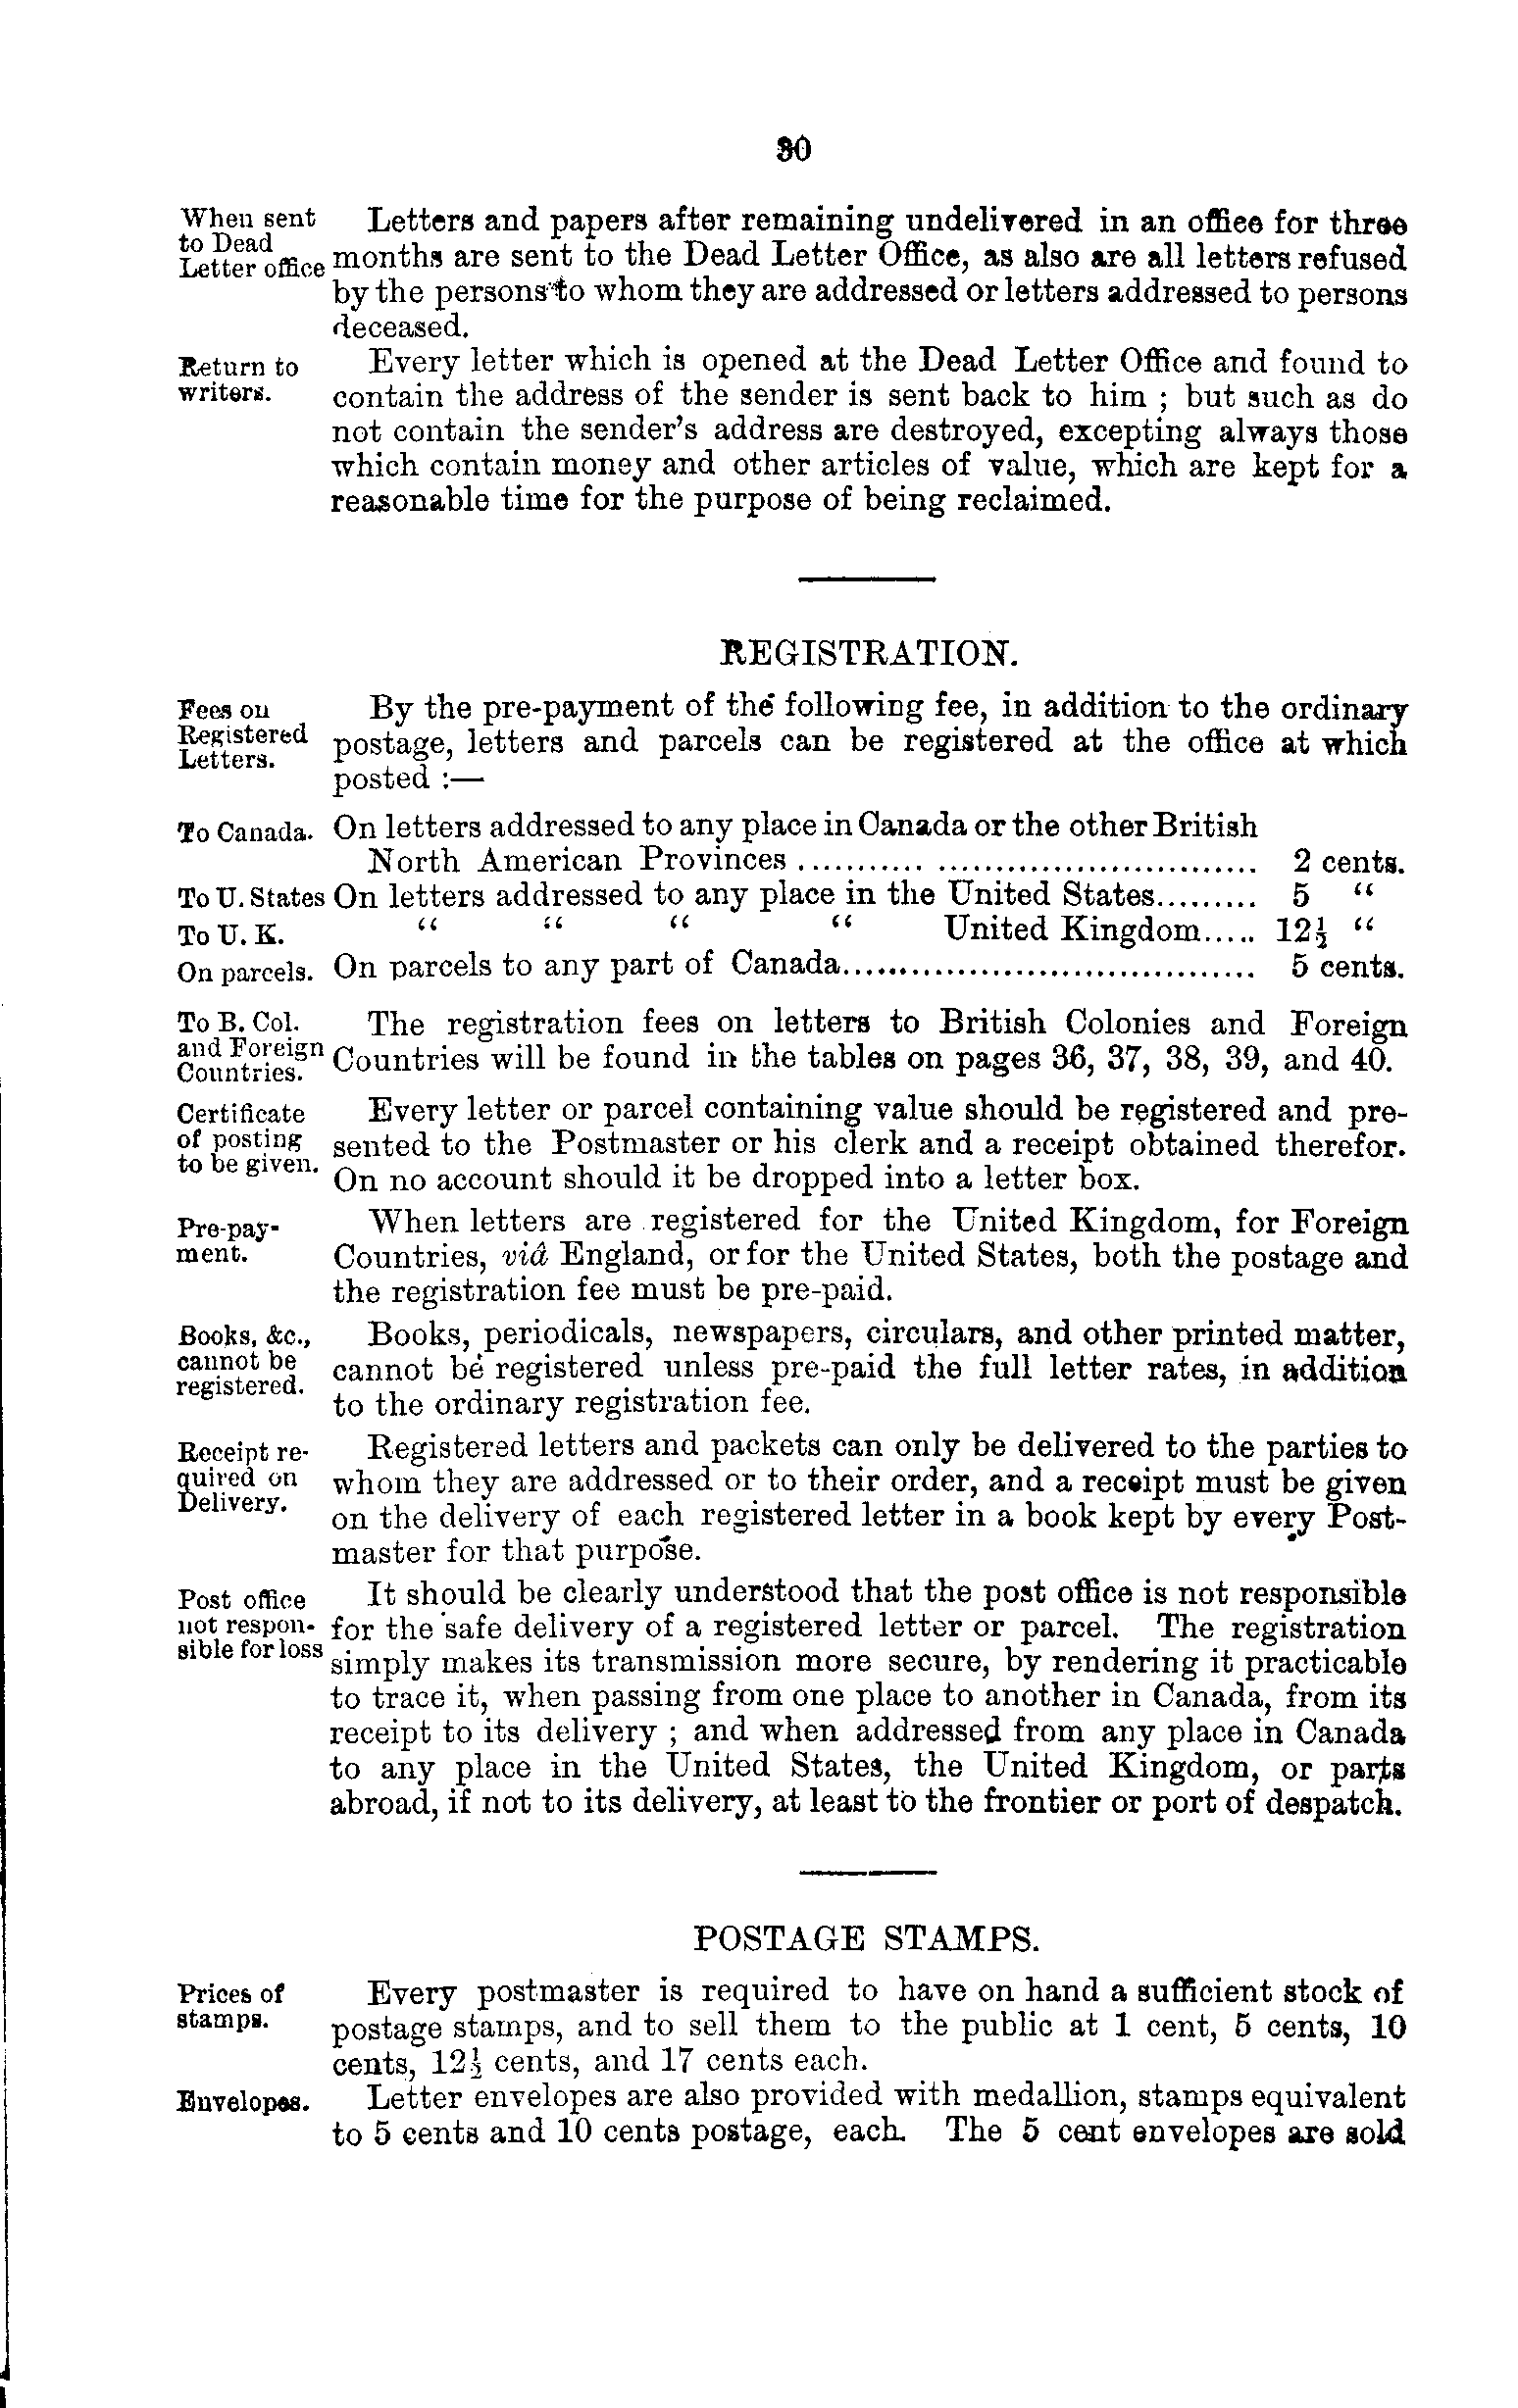 30
When sent
to Dead
Letter office
Letters and papers after remaining undelivered in an office for three
months are sent to the Dead Letter Office, as also are all letters refused
by the persons to whom they are addressed or letters addressed to persons
deceased.
Return to
writers.
Every letter which is opened at the Dead Letter Office and found to
contain the address of the sender is sent back to him ; but such as do
not contain the sender's address are destroyed, excepting always those
which contain money and other articles of value, which are kept for a
reasonable time for the purpose of being reclaimed.
REGISTRATION.
Fees on
Registered
Letters.
By the pre-payment of the following fee, in addition to the ordinary
postage, letters and parcels can be registered at the office at which
posted :—
To Canada. On letters addressed to any place in Canada or the other British
North American Provinces ........................................ 2 cents.
To U. States On letters addressed to any place in the United States......... 5 "
To U. K. " " " " United Kingdom..... 12½ "
On parcels. On parcels to any part of Canada.................................... 5 cents.
To B. Col.
and Foreign
Countries.
The registration fees on letters to British Colonies and Foreign
Countries will be found in the tables on pages 36, 37, 38, 39, and 40.
Certificate
of posting
to be given.
Every letter or parcel containing value should be registered and pre-
sented to the Postmaster or his clerk and a receipt obtained therefor.
On no account should it be dropped into a letter box.
Pre-pay-
ment.
When letters are registered for the United Kingdom, for Foreign
Countries, viâ England, or for the United States, both the postage and
the registration fee must be pre-paid.
Books, &c.,
cannot be
registered.
Books, periodicals, newspapers, circulars, and other printed matter,
cannot be registered unless pre-paid the full letter rates, in addition
to the ordinary registration fee.
Receipt re-
quired on
Delivery.
Registered letters and packets can only be delivered to the parties to
whom they are addressed or to their order, and a receipt must be given
on the delivery of each registered letter in a book kept by every Post-
master for that purpose.
Post office
not respon-
sible for loss
It should be clearly understood that the post office is not responsible
for the safe delivery of a registered letter or parcel. The registration
simply makes its transmission more secure, by rendering it practicable
to trace it, when passing from one place to another in Canada, from its
receipt to its delivery ; and when addressed from any place in Canada
to any place in the United States, the United Kingdom, or parts
abroad, if not to its delivery, at least to the frontier or port of despatch.
POSTAGE STAMPS.
Prices of
stamps.
Every postmaster is required to have on hand a sufficient stock of
postage stamps, and to sell them to the public at 1 cent, 5 cents, 10
cents, 12½ cents, and 17 cents each.
Envelopes.
Letter envelopes are also provided with medallion, stamps equivalent
to 5 cents and 10 cents postage, each. The 5 cent envelopes are sold